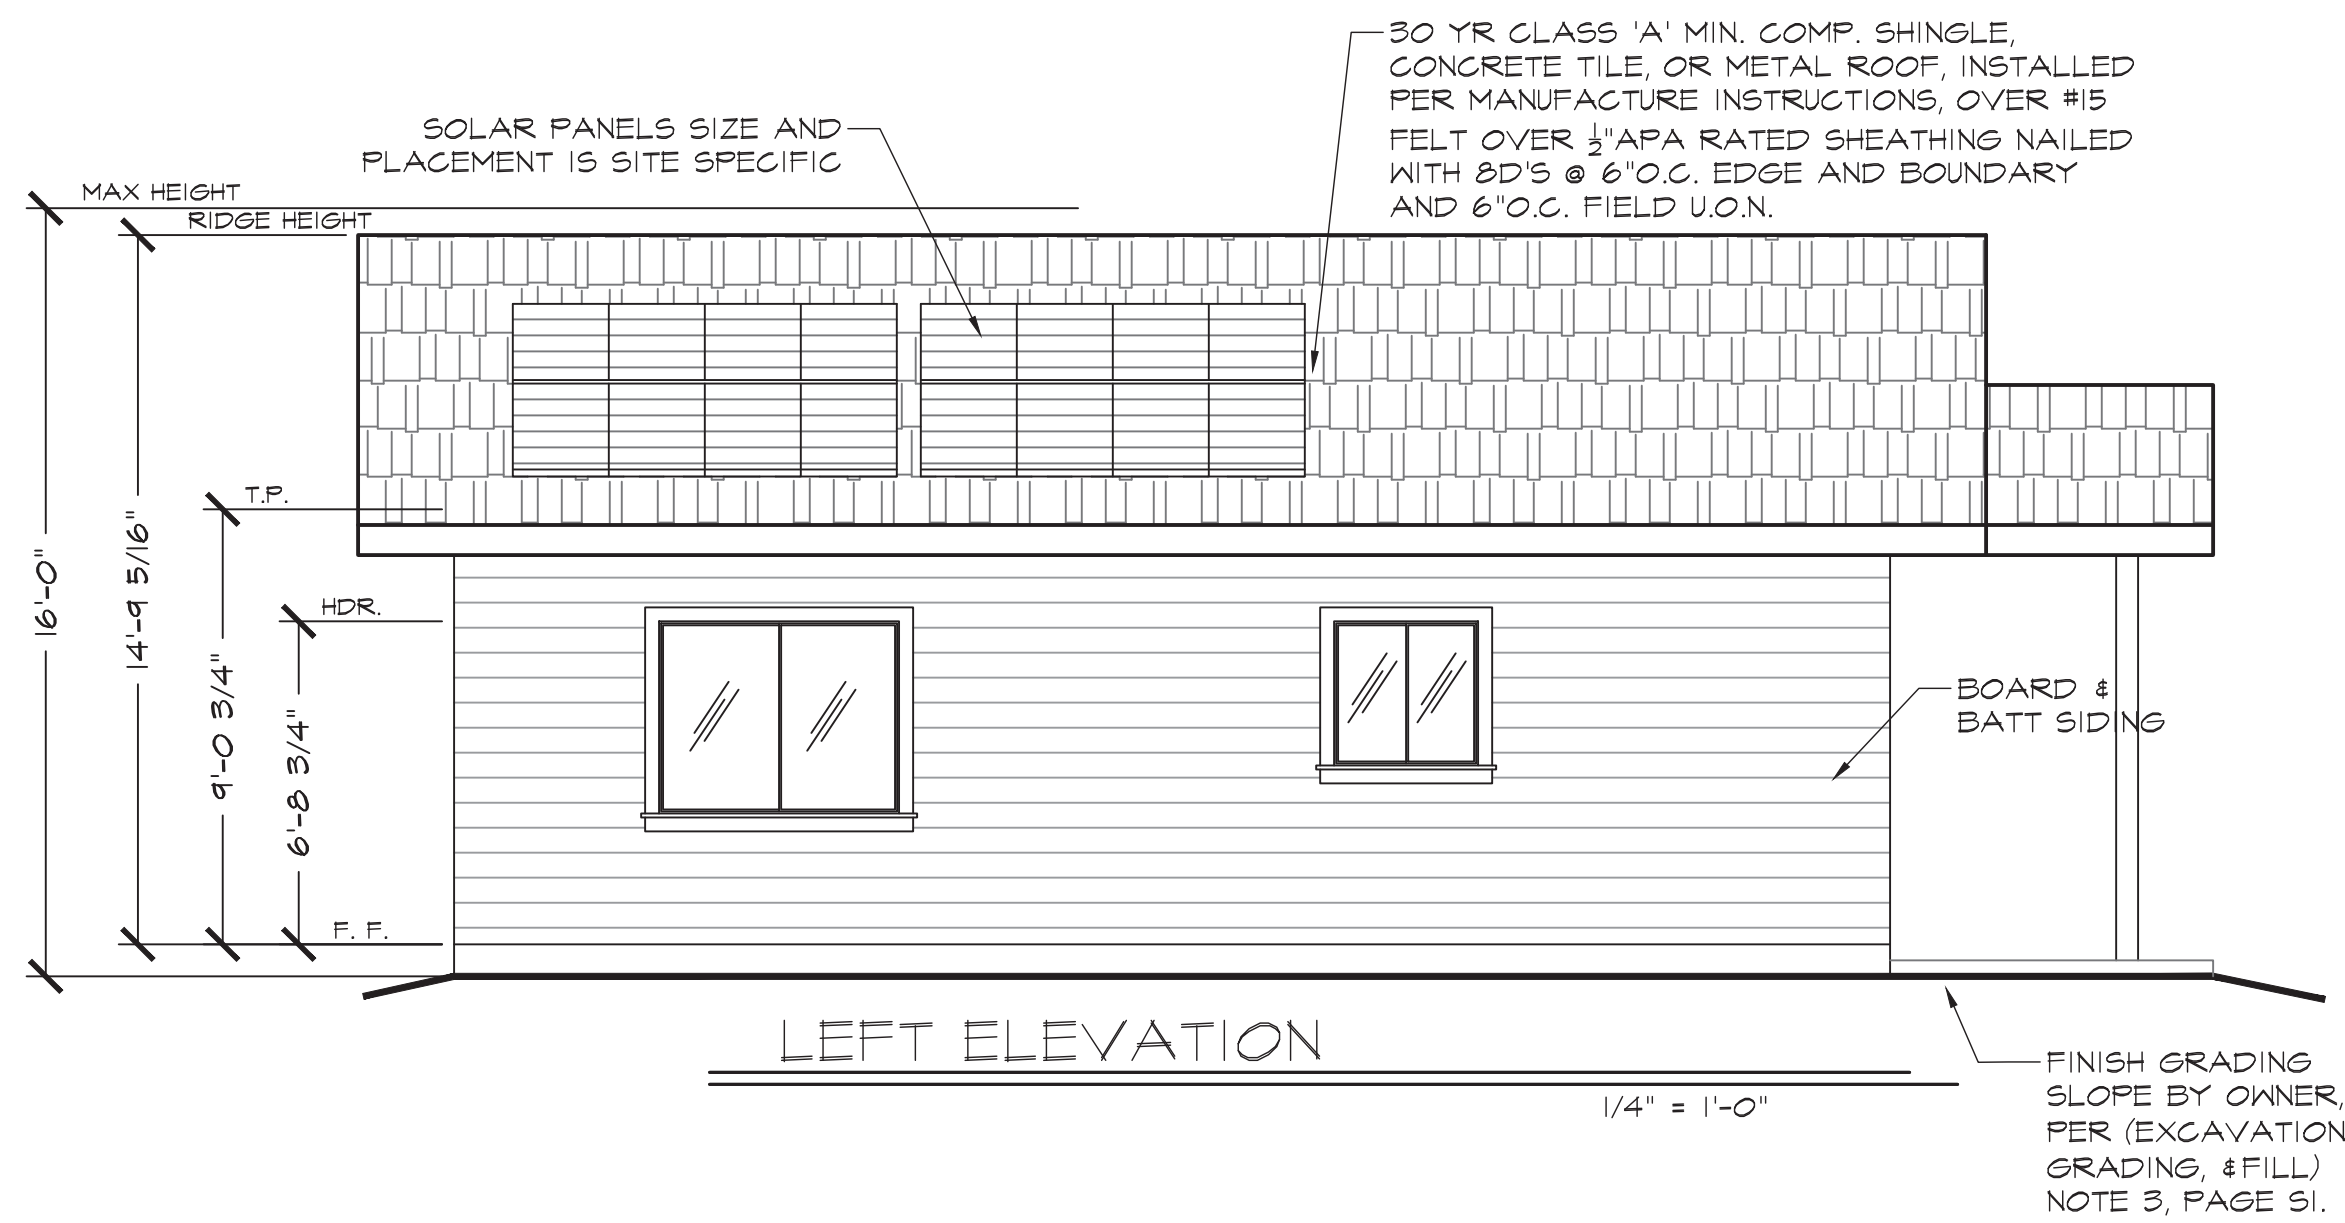 30 YR CLASS 'A' MIN. COMP. SHINGLE,
CONCRETE TILE, OR METAL ROOF, INSTALLED
PER MANUFACTURE INSTRUCTIONS, OVER #15
FELT OVER 1/2"APA RATED SHEATHING NAILED
WITH 8D'S @ 6"O.C. EDGE AND BOUNDARY
AND 6"O.C. FIELD U.O.N.
SOLAR PANELS SIZE AND
PLACEMENT IS SITE SPECIFIC
MAX HEIGHT
RIDGE HEIGHT
T.P.
HDR.
F. F.
16'-0"
14'-9 5/16"
9'-0 3/4"
6'-8 3/4"
BOARD &
BATT SIDING
LEFT ELEVATION
1/4" = 1'-0"
FINISH GRADING
SLOPE BY OWNER,
PER (EXCAVATION
GRADING, &FILL)
NOTE 3, PAGE S1.